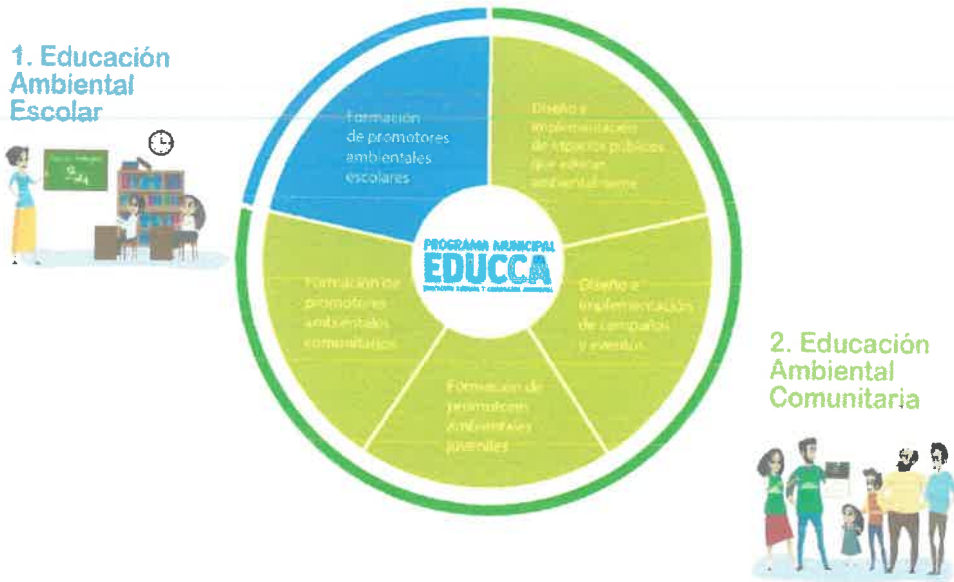 1. Educación
Ambiental
Escolar
Formación
de promotores
ambientales
escolares
Diseño e
implementación
de espacios públicos
que educan
ambientalmente
PROGRAMA MUNICIPAL
EDUCCA
Formación de
promotores
ambientales
comunitarios
Diseño e
implementación
de campañas
y eventos
Formación de
promotores
ambientales
juveniles
2. Educación
Ambiental
Comunitaria